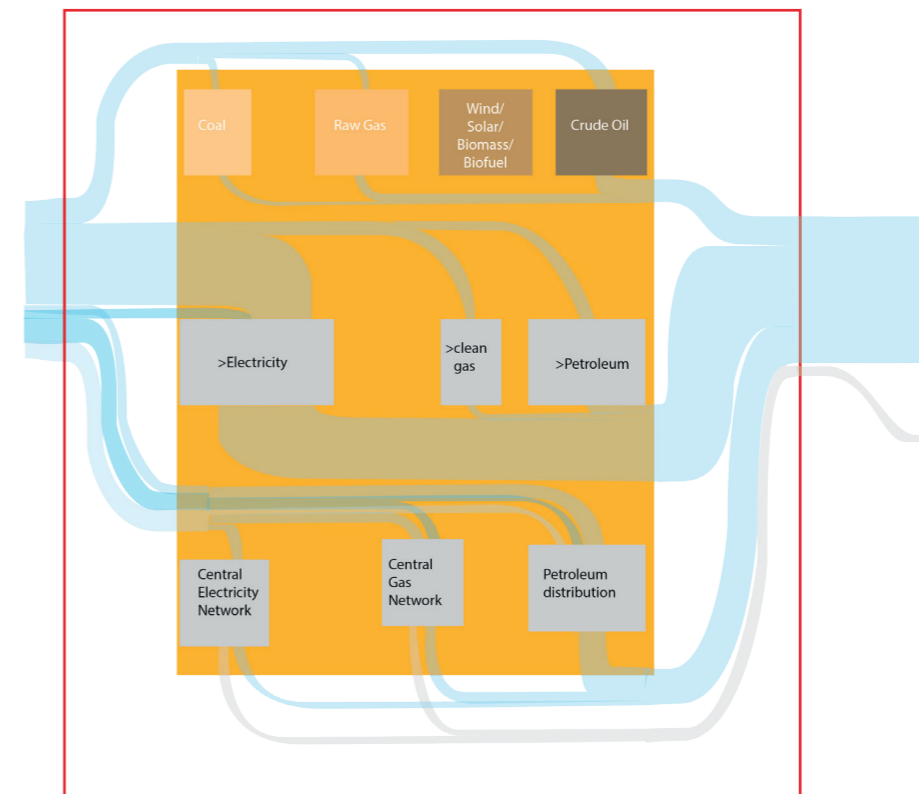 Coal
Raw Gas
Wind/
Solar/
Biomass/
Biofuel
Crude Oil
>Electricity
>clean
gas
>Petroleum
Central
Electricity
Network
Central
Gas
Network
Petroleum
distribution